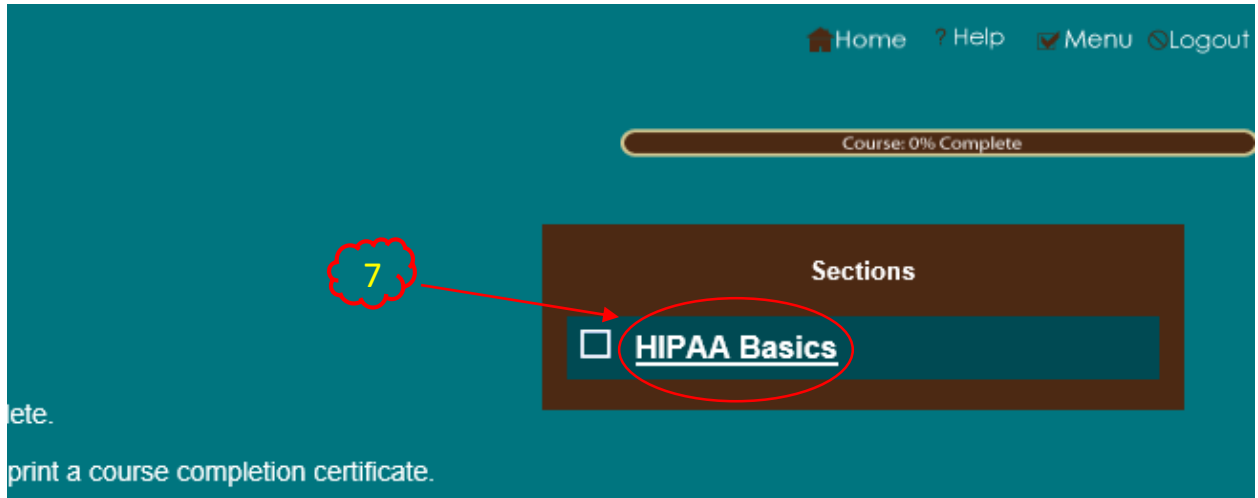 Home ? Help Menu Logout
Course: 0% Complete
Sections
7
HIPAA Basics
lete.
print a course completion certificate.